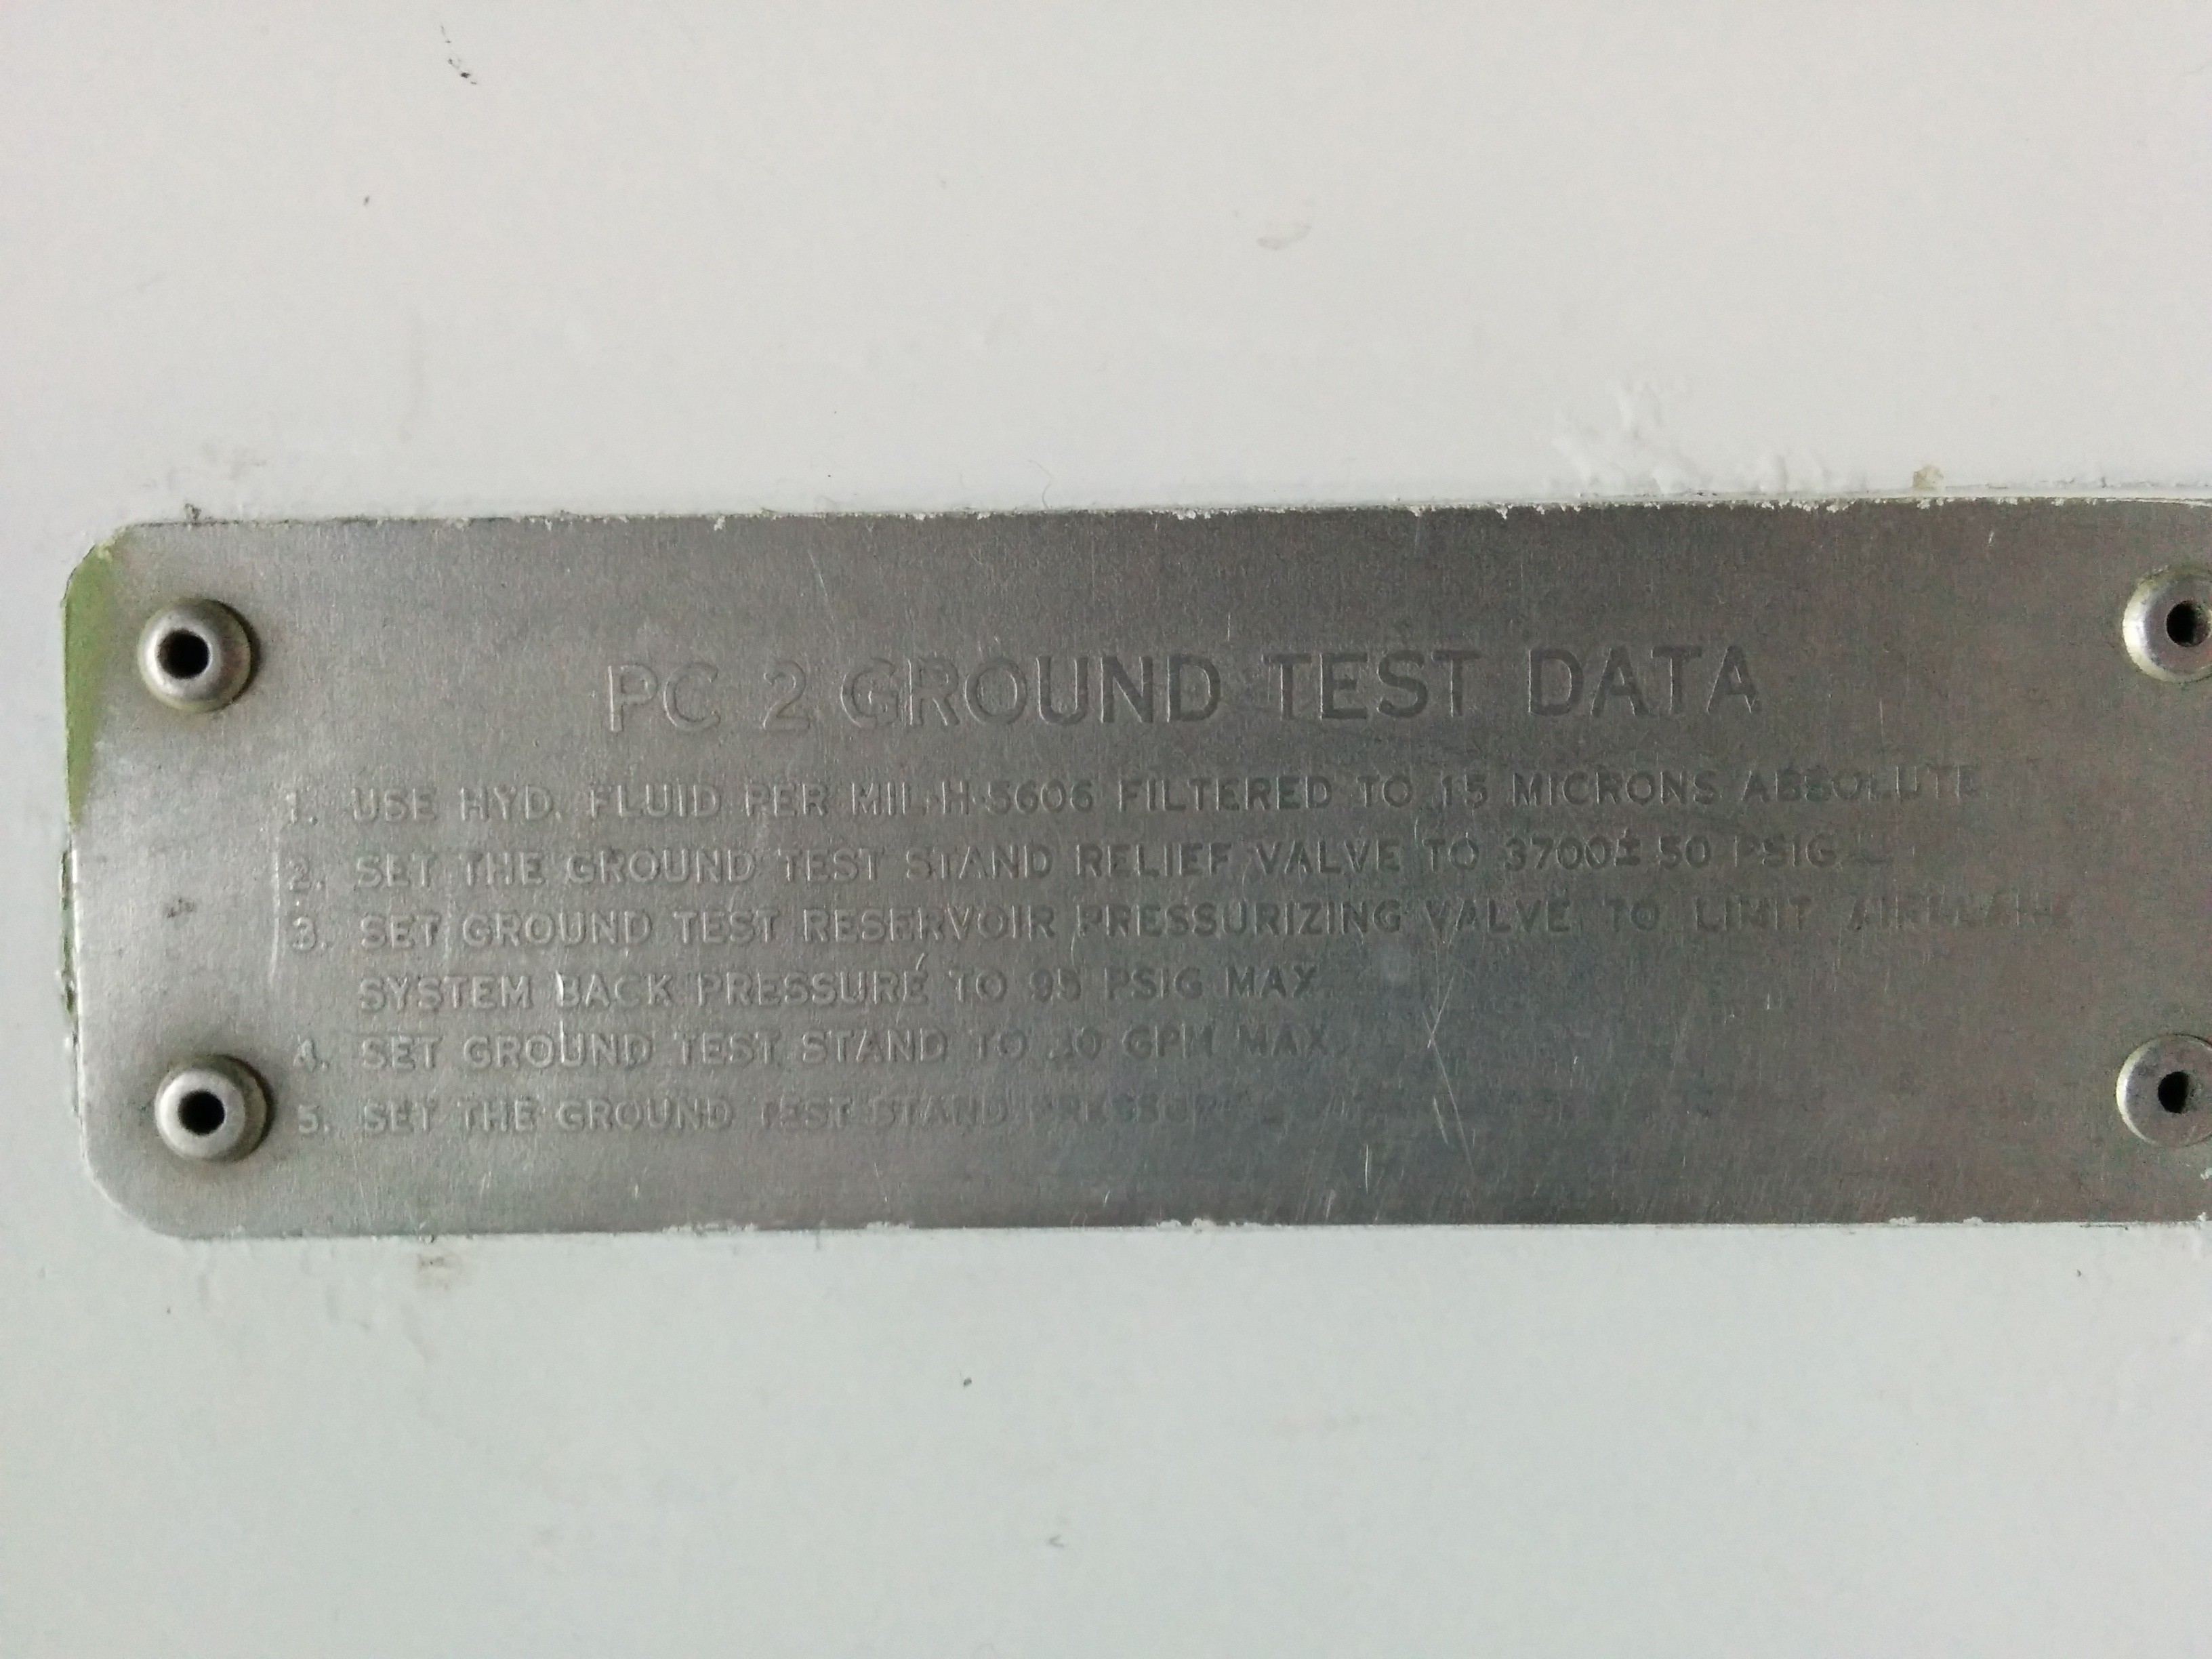 PC 2 GROUND TEST DATA
1. USE HYD. FLUID PER MIL-H-5606 FILTERED TO 15 MICRONS ABSOLUTE
2. SET THE GROUND TEST STAND RELIEF VALVE TO 3700± 50 PSIG
3. SET GROUND TEST RESERVOIR PRESSURIZING VALVE TO LIMIT
SYSTEM BACK PRESSURE TO 95 PSIG MAX.
4. SET GROUND TEST STAND TO GPM MAX.
5. SET THE GROUND TEST STAND PRESSURE